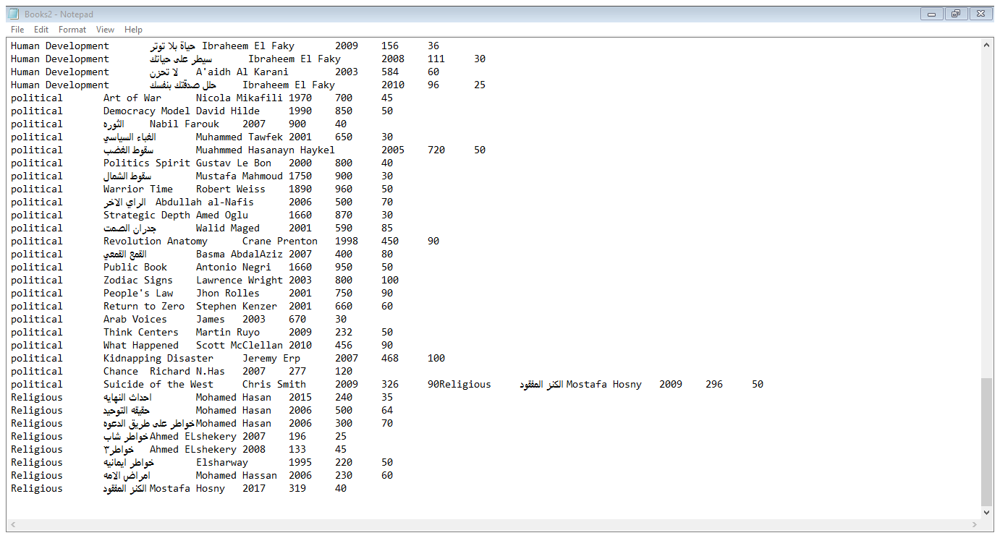 Books2 - Notepad
File Edit Format View Help
Human Development حياة بلا توتر Ibraheem El Faky 2009 156 36
Human Development سيطر على حياتك Ibraheem El Faky 2008 111 30
Human Development لا تحزن A'aidh Al Karani 2003 584 60
Human Development حلل صدقتك بنفسك Ibraheem El Faky 2010 96 25
political Art of War Nicola Mikafili 1970 700 45
political Democracy Model David Hilde 1990 850 50
political الثوره Nabil Farouk 2007 900 40
political الغباء السياسي Muhammed Tawfek 2001 650 30
political سقوط الغضب Muahmmed Hasanayn Haykel 2005 720 50
political Politics Spirit Gustav Le Bon 2000 800 40
political سقوط الشمال Mustafa Mahmoud 1750 900 30
political Warrior Time Robert Weiss 1890 960 50
political الراي الاخر Abdullah al-Nafis 2006 500 70
political Strategic Depth Amed Oglu 1660 870 30
political جدران الصمت Walid Maged 2001 590 85
political Revolution Anatomy Crane Prenton 1998 450 90
political القمع القمعي Basma AbdalAziz 2007 400 80
political Public Book Antonio Negri 1660 950 50
political Zodiac Signs Lawrence Wright 2003 800 100
political People's Law Jhon Rolles 2001 750 90
political Return to Zero Stephen Kenzer 2001 660 60
political Arab Voices James 2003 670 30
political Think Centers Martin Ruyo 2009 232 50
political What Happened Scott McClellan 2010 456 90
political Kidnapping Disaster Jeremy Erp 2007 468 100
political Chance Richard N.Has 2007 277 120
political Suicide of the West Chris Smith 2009 326 90Religious الكنز المفقود Mostafa Hosny 2009 296 50
Religious احداث النهايه Mohamed Hasan 2015 240 35
Religious حقيقه التوحيد Mohamed Hasan 2006 500 64
Religious خواطر على طريق الدعوه Mohamed Hasan 2006 300 70
Religious خواطر شاب Ahmed ELshekery 2007 196 25
Religious خواطر٣ Ahmed ELshekery 2008 133 45
Religious خواطر ايمانيه Elsharway 1995 220 50
Religious امراض الامه Mohamed Hassan 2006 230 60
Religious الكنز المفقود Mostafa Hosny 2017 319 40